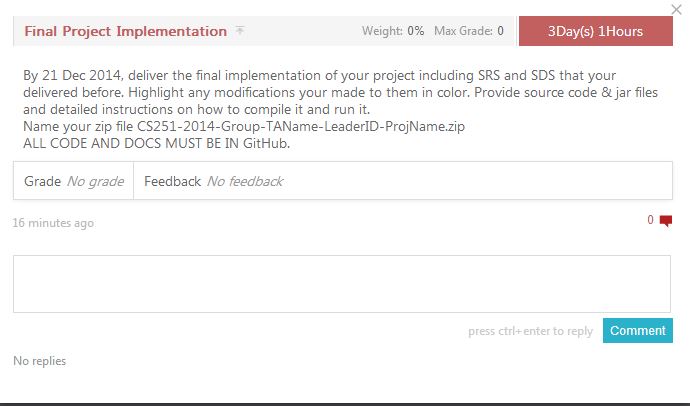 Final Project Implementation Weight: 0% Max Grade: 0 3Day(s) 1Hours
By 21 Dec 2014, deliver the final implementation of your project including SRS and SDS that your
delivered before. Highlight any modifications your made to them in color. Provide source code & jar files
and detailed instructions on how to compile it and run it.
Name your zip file CS251-2014-Group-TAName-LeaderID-ProjName.zip
ALL CODE AND DOCS MUST BE IN GitHub.
Grade No grade Feedback No feedback
16 minutes ago 0
press ctrl+enter to reply Comment
No replies